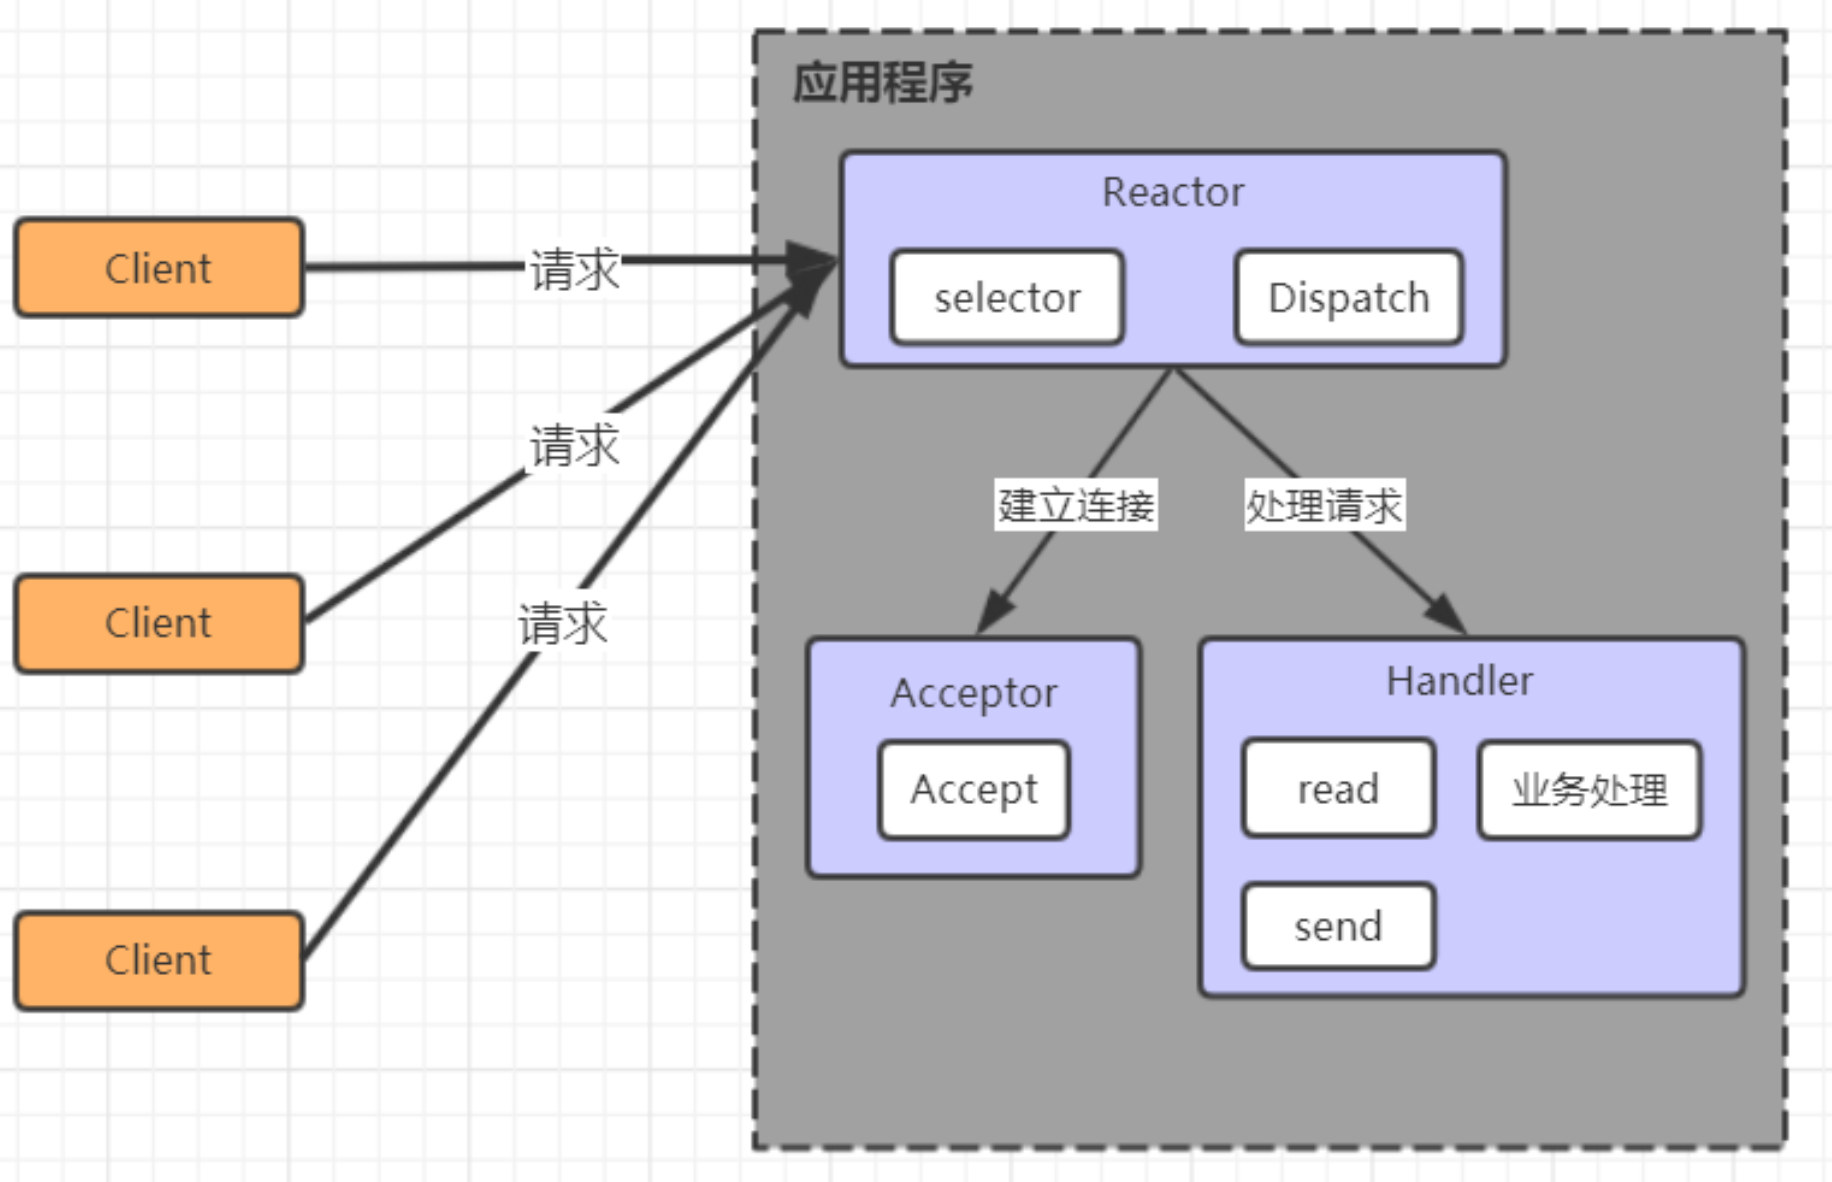 应用程序
Reactor
selector
Dispatch
Client
请求
请求
建立连接
处理请求
Client
请求
Acceptor
Accept
Handler
read
业务处理
send
Client